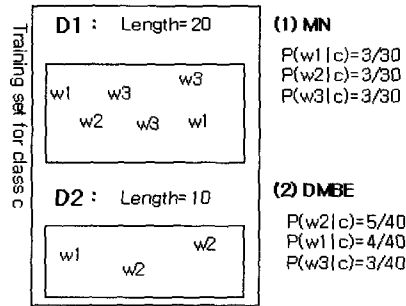 Training set for class c
D1 : Length=20
w1 w3 w3
w2 w3 w1
D2 : Length=10
w1 w2 w2
(1) MN
P(w1|c)=3/30
P(w2|c)=3/30
P(w3|c)=3/30
(2) DMBE
P(w2|c)=5/40
P(w1|c)=4/40
P(w3|c)=3/40